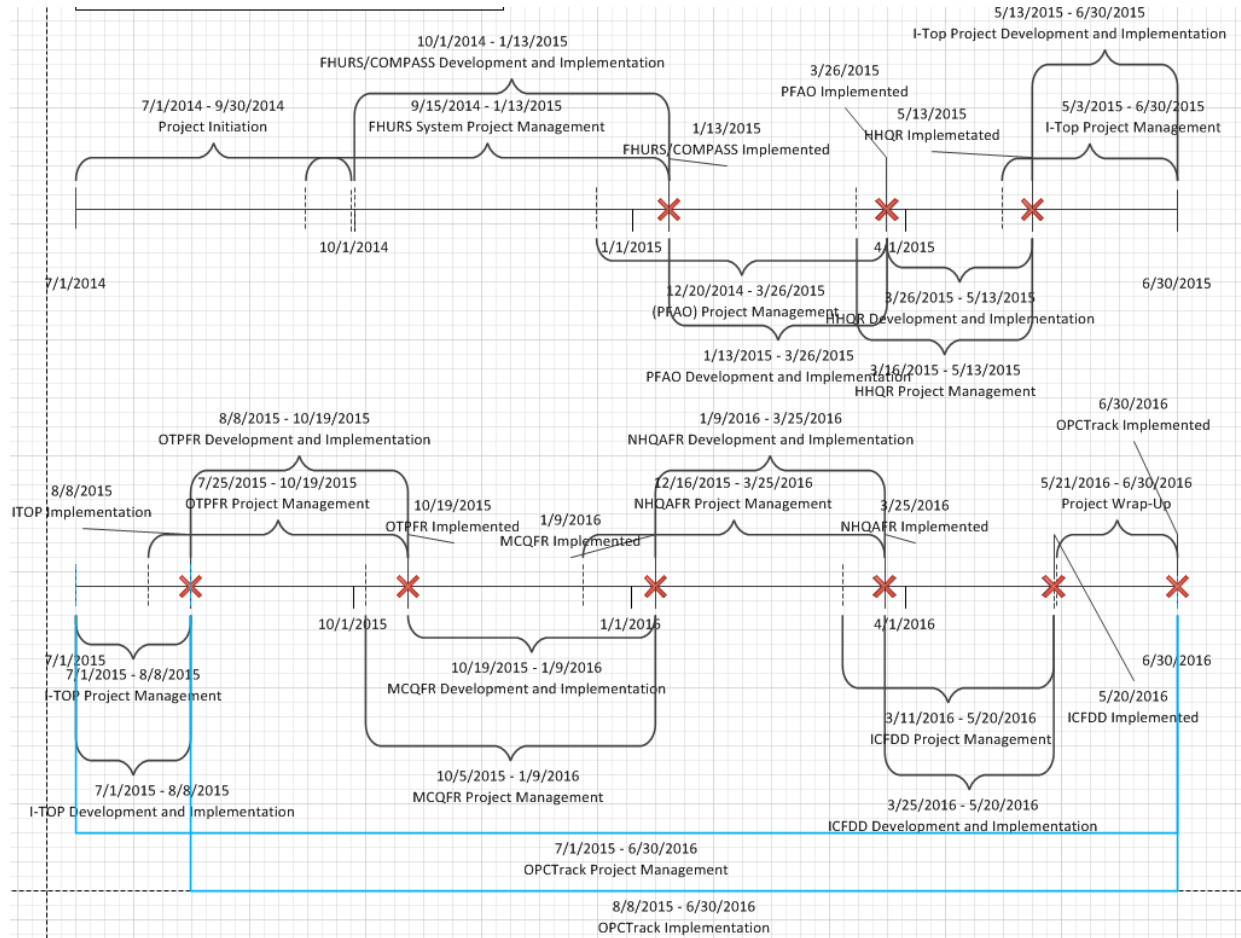 5/13/2015 - 6/30/2015
I-Top Project Development and Implementation
10/1/2014 - 1/13/2015
FHURS/COMPASS Development and Implementation
3/26/2015
PFAO Implemented
7/1/2014 - 9/30/2014
Project Initiation
9/15/2014 - 1/13/2015
FHURS System Project Management
5/13/2015
HHQR Implemetated
5/3/2015 - 6/30/2015
I-Top Project Management
1/13/2015
FHURS/COMPASS Implemented
10/1/2014
1/1/2015
4/1/2015
7/1/2014
6/30/2015
12/20/2014 - 3/26/2015
(PFAO) Project Management
3/26/2015 - 5/13/2015
HHQR Development and Implementation
1/13/2015 - 3/26/2015
PFAO Development and Implementation
3/16/2015 - 5/13/2015
HHQR Project Management
6/30/2016
OPCTrack Implemented
8/8/2015 - 10/19/2015
OTPFR Development and Implementation
1/9/2016 - 3/25/2016
NHQAFR Development and Implementation
8/8/2015
ITOP Implementation
7/25/2015 - 10/19/2015
OTPFR Project Management
10/19/2015
OTPFR Implemented
1/9/2016
MCQFR Implemented
12/16/2015 - 3/25/2016
NHQAFR Project Management
3/25/2016
NHQAFR Implemented
5/21/2016 - 6/30/2016
Project Wrap-Up
10/1/2015
1/1/2016
4/1/2016
7/1/2015
6/30/2016
7/1/2015 - 8/8/2015
I-TOP Project Management
10/19/2015 - 1/9/2016
MCQFR Development and Implementation
5/20/2016
ICFDD Implemented
3/11/2016 - 5/20/2016
ICFDD Project Management
10/5/2015 - 1/9/2016
MCQFR Project Management
7/1/2015 - 8/8/2015
I-TOP Development and Implementation
3/25/2016 - 5/20/2016
ICFDD Development and Implementation
7/1/2015 - 6/30/2016
OPCTrack Project Management
8/8/2015 - 6/30/2016
OPCTrack Implementation